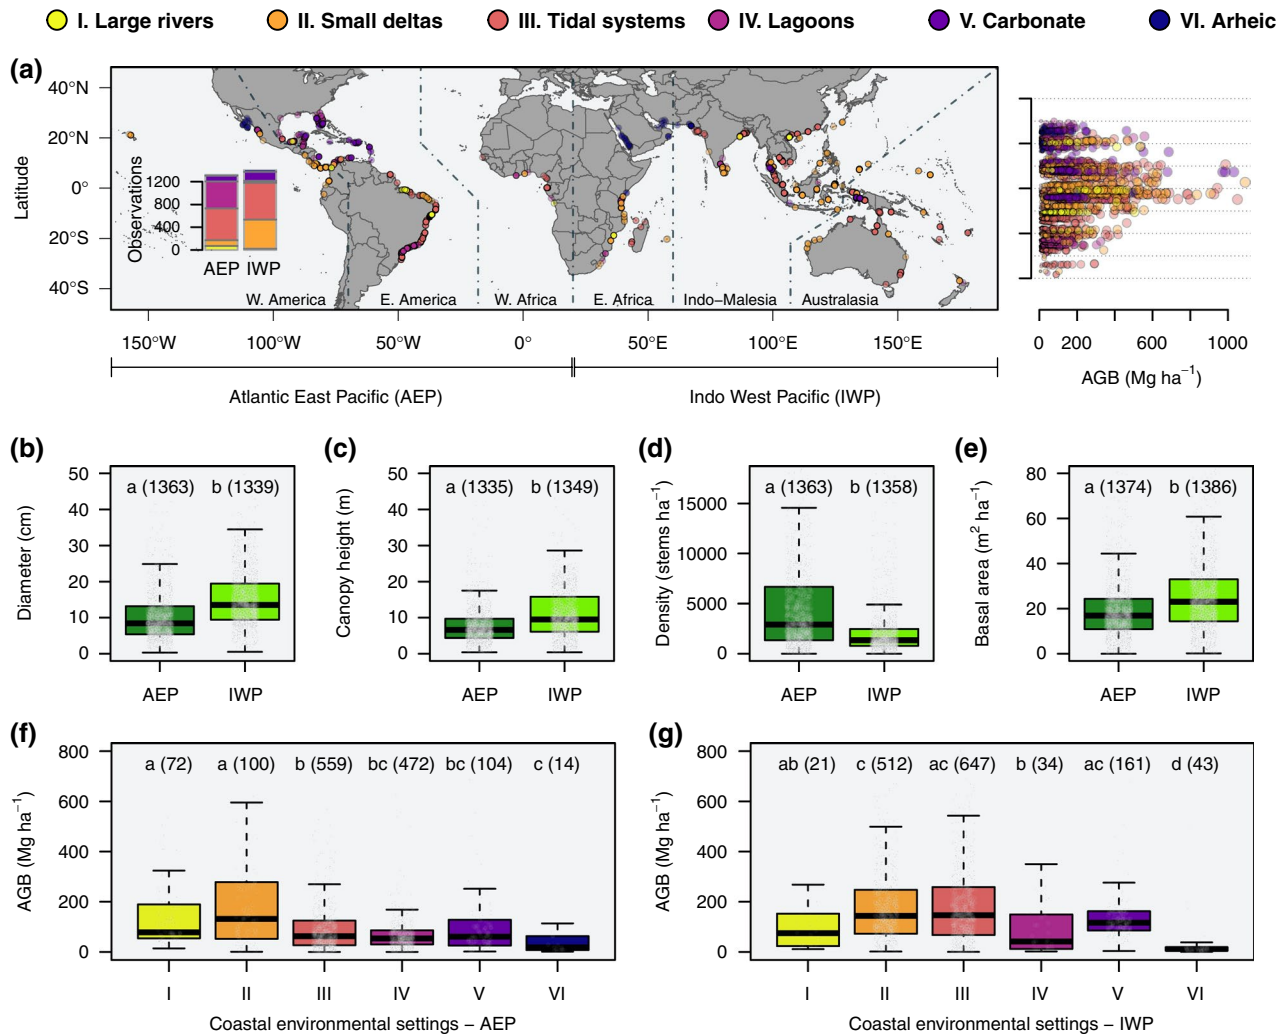 I. Large rivers II. Small deltas III. Tidal systems IV. Lagoons V. Carbonate VI. Arheic
(a)
Latitude
40°N
20°N
0°
20°S
40°S
Observations
1200
800
400
0
AEP IWP
W. America E. America W. Africa E. Africa Indo−Malesia Australasia
150°W 100°W 50°W 0° 50°E 100°E 150°E
Atlantic East Pacific (AEP) Indo West Pacific (IWP)
0 200 600 1000
AGB (Mg ha⁻¹)
(b)
Diameter (cm)
50
40
30
20
10
0
a (1363) b (1339)
AEP IWP
(c)
Canopy height (m)
50
40
30
20
10
0
a (1335) b (1349)
AEP IWP
(d)
Density (stems ha⁻¹)
15000
10000
5000
0
a (1363) b (1358)
AEP IWP
(e)
Basal area (m² ha⁻¹)
80
60
40
20
0
a (1374) b (1386)
AEP IWP
(f)
AGB (Mg ha⁻¹)
800
600
400
200
0
a (72) a (100) b (559) bc (472) bc (104) c (14)
I II III IV V VI
Coastal environmental settings − AEP
(g)
AGB (Mg ha⁻¹)
800
600
400
200
0
ab (21) c (512) ac (647) b (34) ac (161) d (43)
I II III IV V VI
Coastal environmental settings − IWP